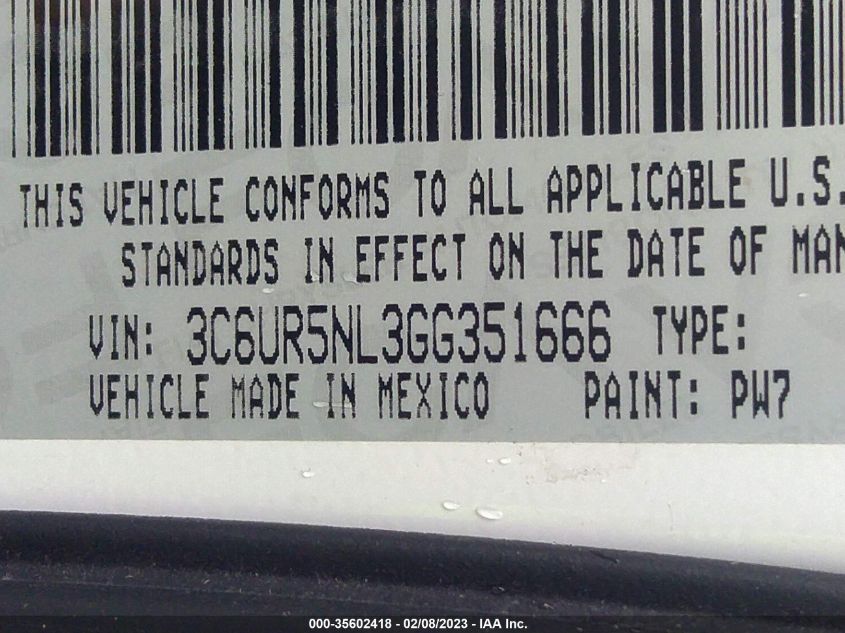 THIS VEHICLE CONFORMS TO ALL APPLICABLE U.S.
STANDARDS IN EFFECT ON THE DATE OF MAN
VIN: 3C6UR5NL3GG351666 TYPE:
VEHICLE MADE IN MEXICO PAINT: PW7
000-35602418 - 02/08/2023 - IAA Inc.